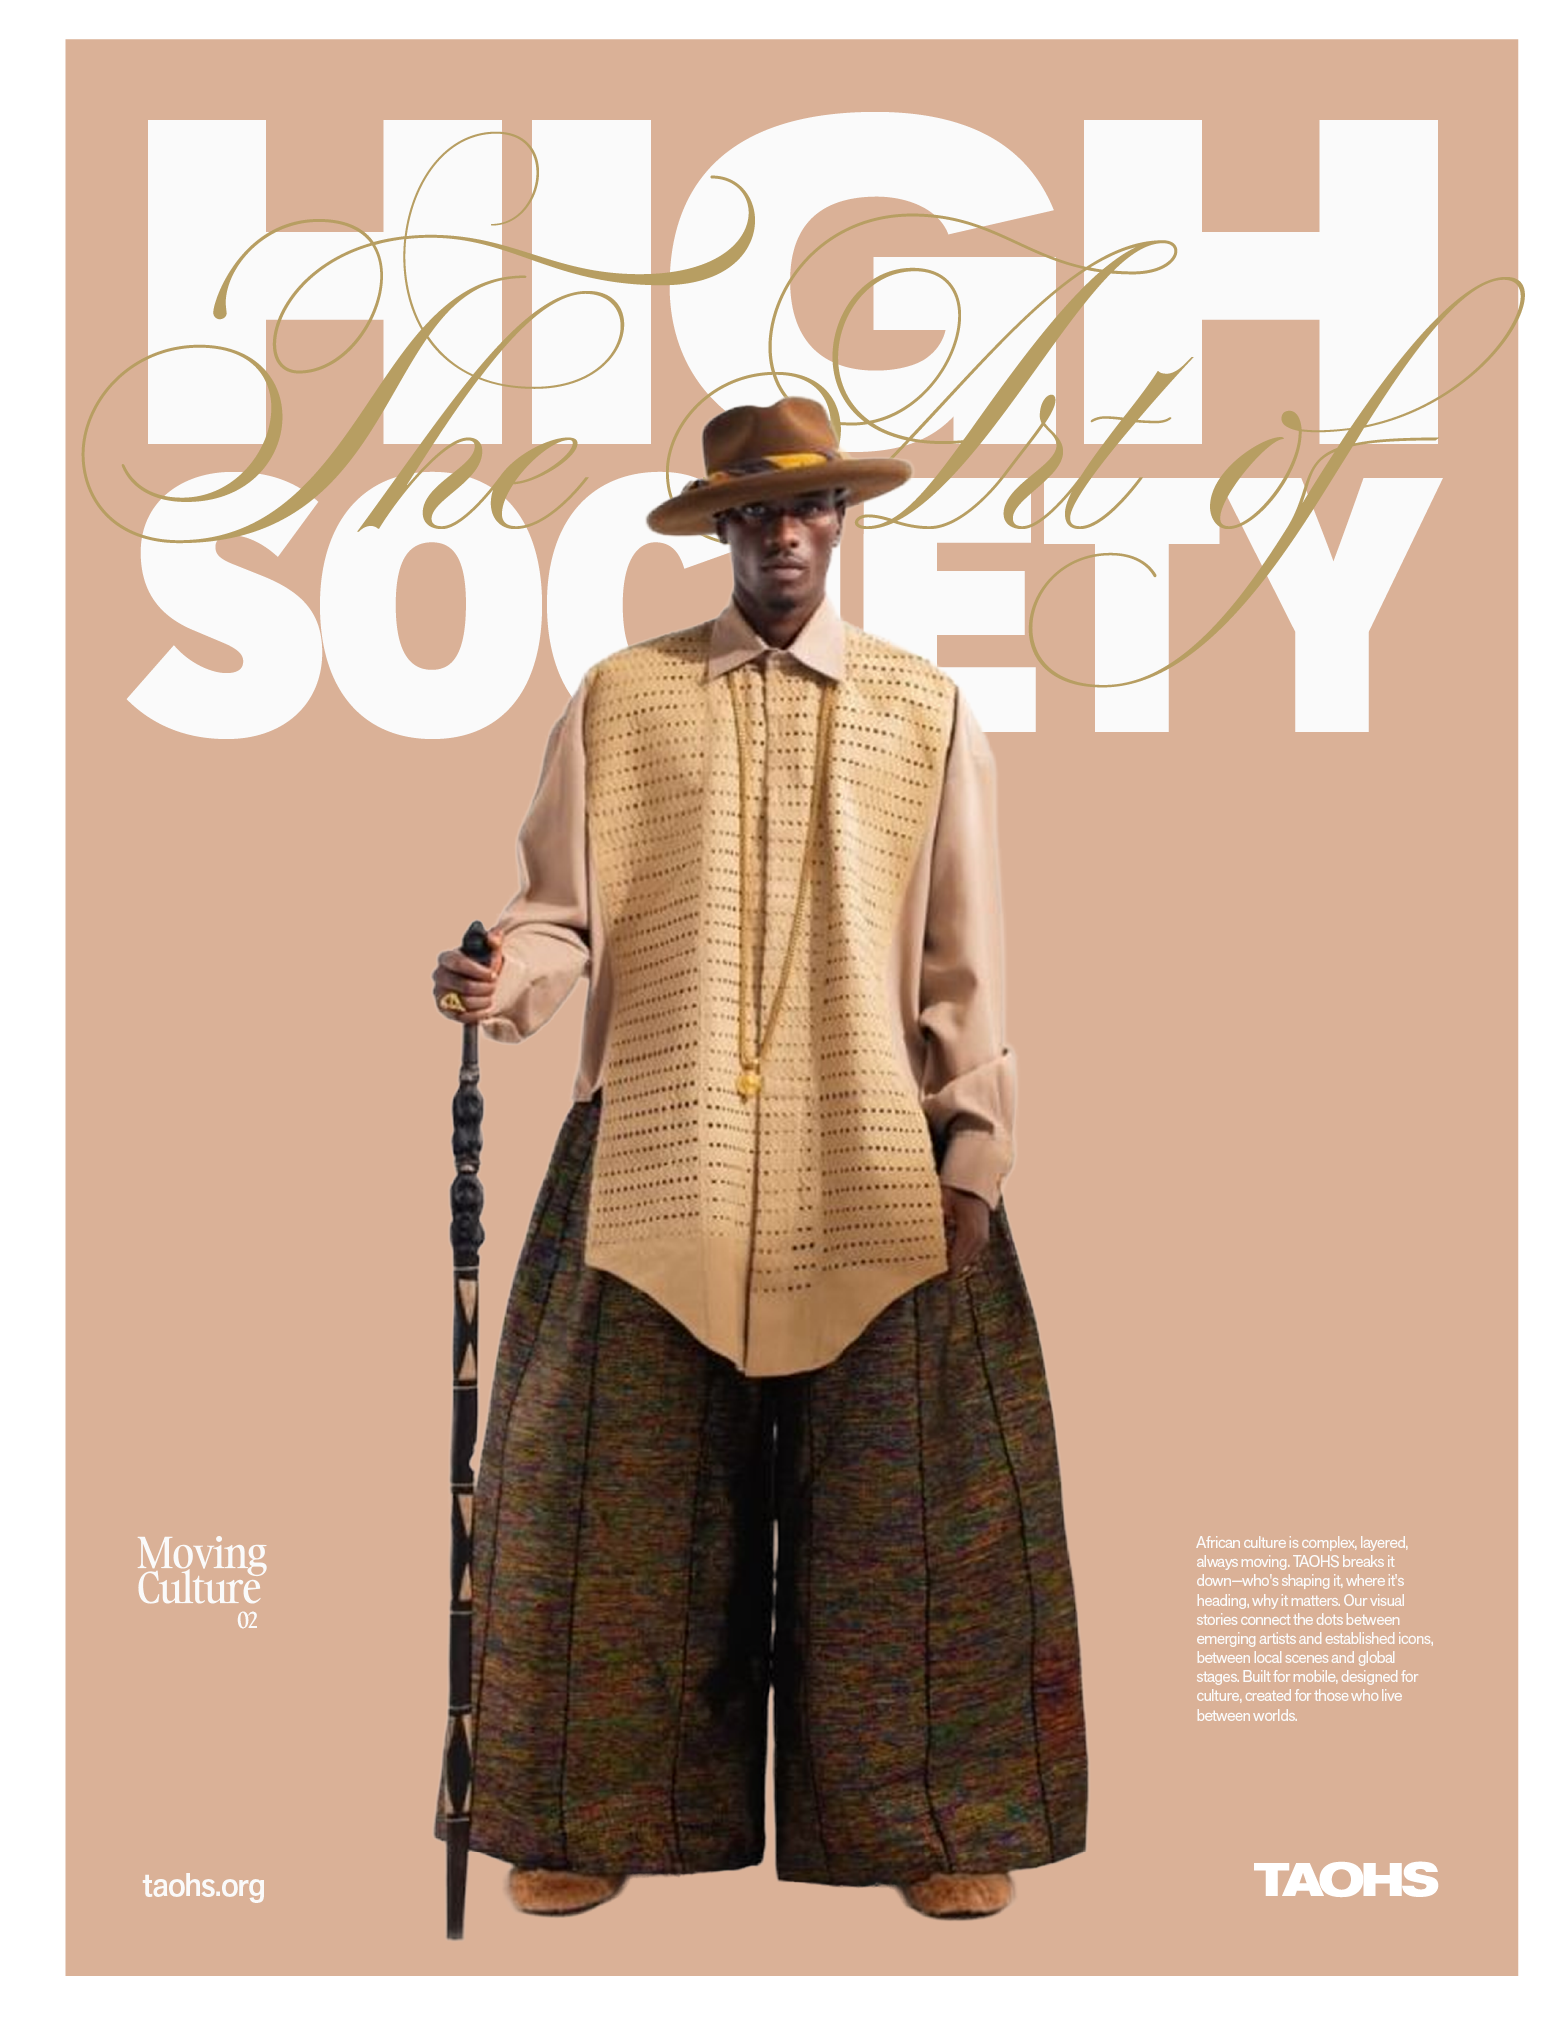 The Art of
HIGH
SOCIETY
Moving
Culture
02
African culture is complex, layered,
always moving. TAOHS breaks it
down—who's shaping it, where it's
heading, why it matters. Our visual
stories connect the dots between
emerging artists and established icons,
between local scenes and global
stages. Built for mobile, designed for
culture, created for those who live
between worlds.
taohs.org
TAOHS